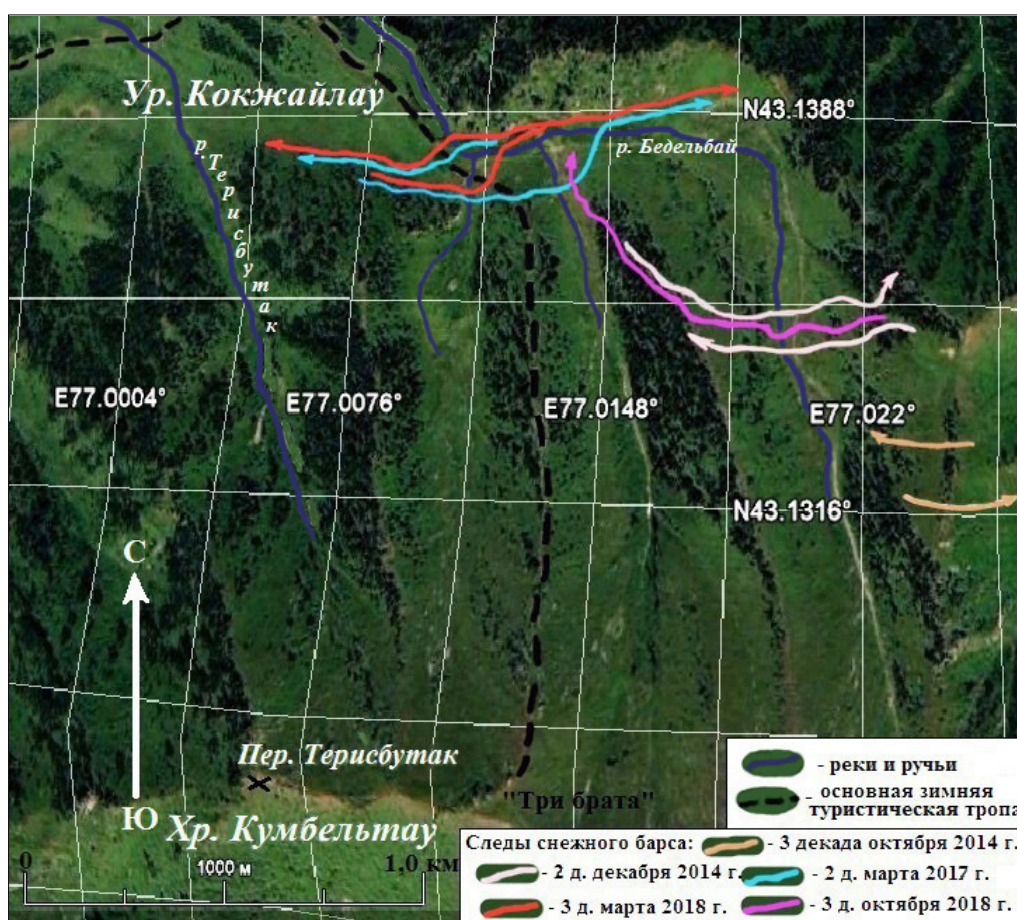 Ур. Кокжайлау
N43.1388°
р. Бедельбай
р. Терисбутак
E77.0004°
E77.0076°
E77.0148°
E77.022°
N43.1316°
С
Пер. Терисбутак
"Три брата"
Ю
Хр. Кумбельтау
0
1000 м
1,0 км
- реки и ручьи
- основная зимняя
туристическая тропа
Следы снежного барса:
- 3 декада октября 2014 г.
- 2 д. декабря 2014 г.
- 2 д. марта 2017 г.
- 3 д. марта 2018 г.
- 3 д. октября 2018 г.